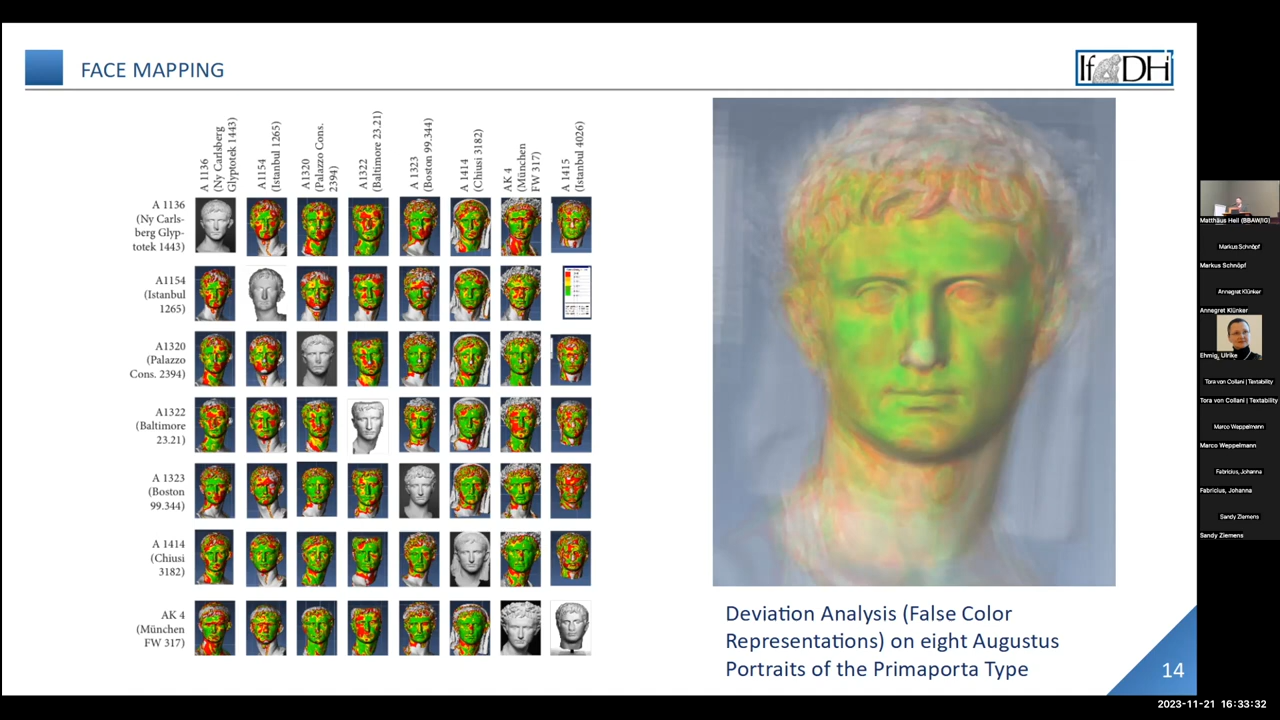 FACE MAPPING
IfDHi
A 1136
(Ny Carlsberg
Glyptotek 1443)
A1154
(Istanbul 1265)
A1320
(Palazzo Cons.
2394)
A1322
(Baltimore 23.21)
A 1323
(Boston 99.344)
A 1414
(Chiusi 3182)
AK 4
(München
FW 317)
A 1415
(Istanbul 4026)
A 1136
(Ny Carls-
berg Glyp-
totek 1443)
A1154
(Istanbul
1265)
A1320
(Palazzo
Cons. 2394)
A1322
(Baltimore
23.21)
A 1323
(Boston
99.344)
A 1414
(Chiusi
3182)
AK 4
(München
FW 317)
Deviation Analysis (False Color
Representations) on eight Augustus
Portraits of the Primaporta Type
14
Matthäus Heil (BBAW/IG)
Markus Schnöpf
Markus Schnöpf
Annegret Klünker
Annegret Klünker
Ehmig, Ulrike
Tora von Collani | Textability
Tora von Collani | Textability
Marco Weppelmann
Marco Weppelmann
Fabricius, Johanna
Fabricius, Johanna
Sandy Ziemens
Sandy Ziemens
2023-11-21 16:33:32